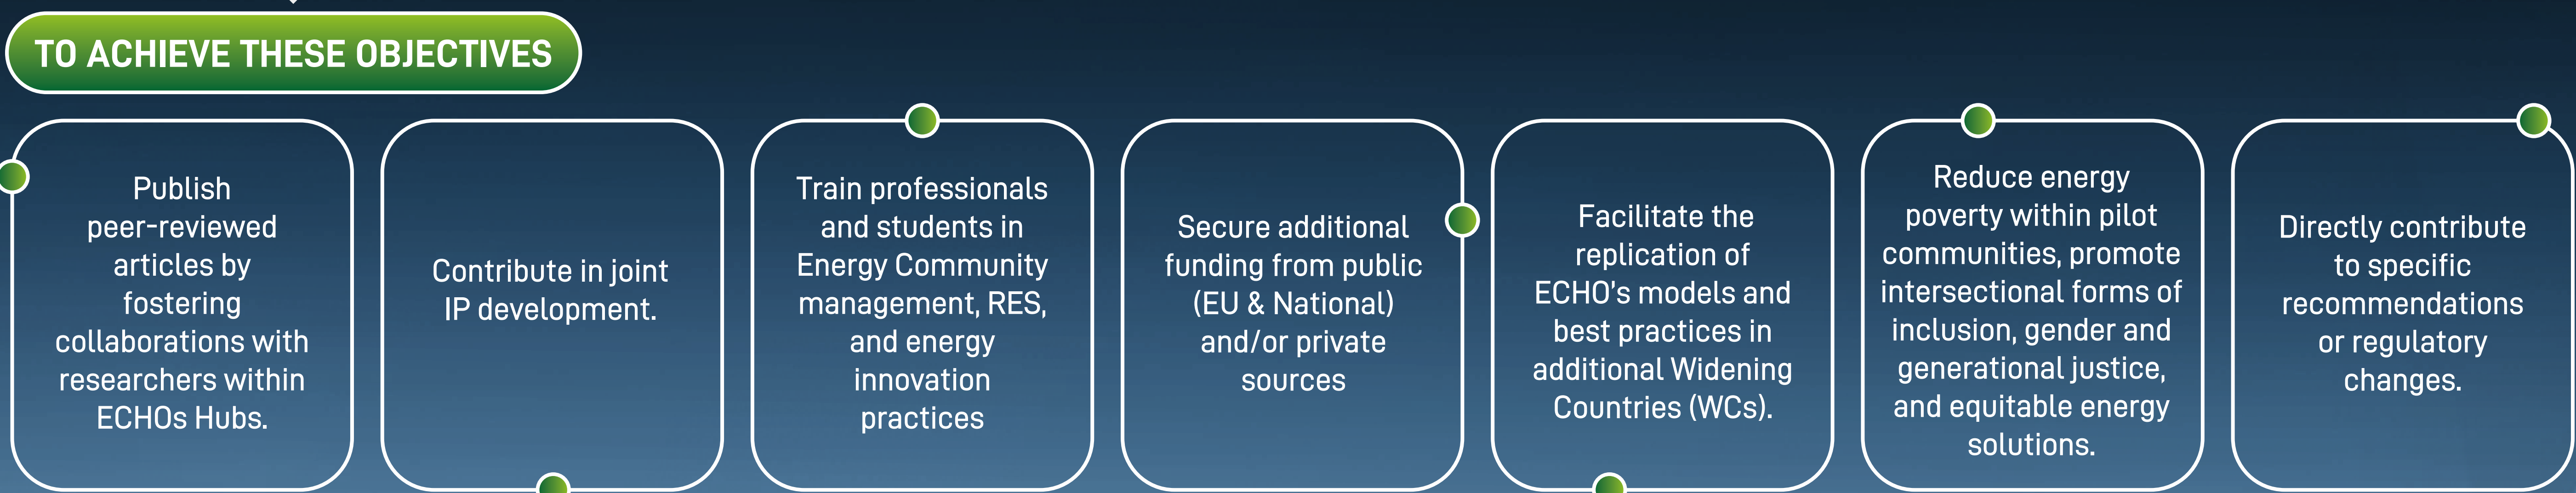 TO ACHIEVE THESE OBJECTIVES
Publish
peer-reviewed
articles by
fostering
collaborations with
researchers within
ECHOs Hubs.
Contribute in joint
IP development.
Train professionals
and students in
Energy Community
management, RES,
and energy
innovation
practices
Secure additional
funding from public
(EU & National)
and/or private
sources
Facilitate the
replication of
ECHO's models and
best practices in
additional Widening
Countries (WCs).
Reduce energy
poverty within pilot
communities, promote
intersectional forms of
inclusion, gender and
generational justice,
and equitable energy
solutions.
Directly contribute
to specific
recommendations
or regulatory
changes.